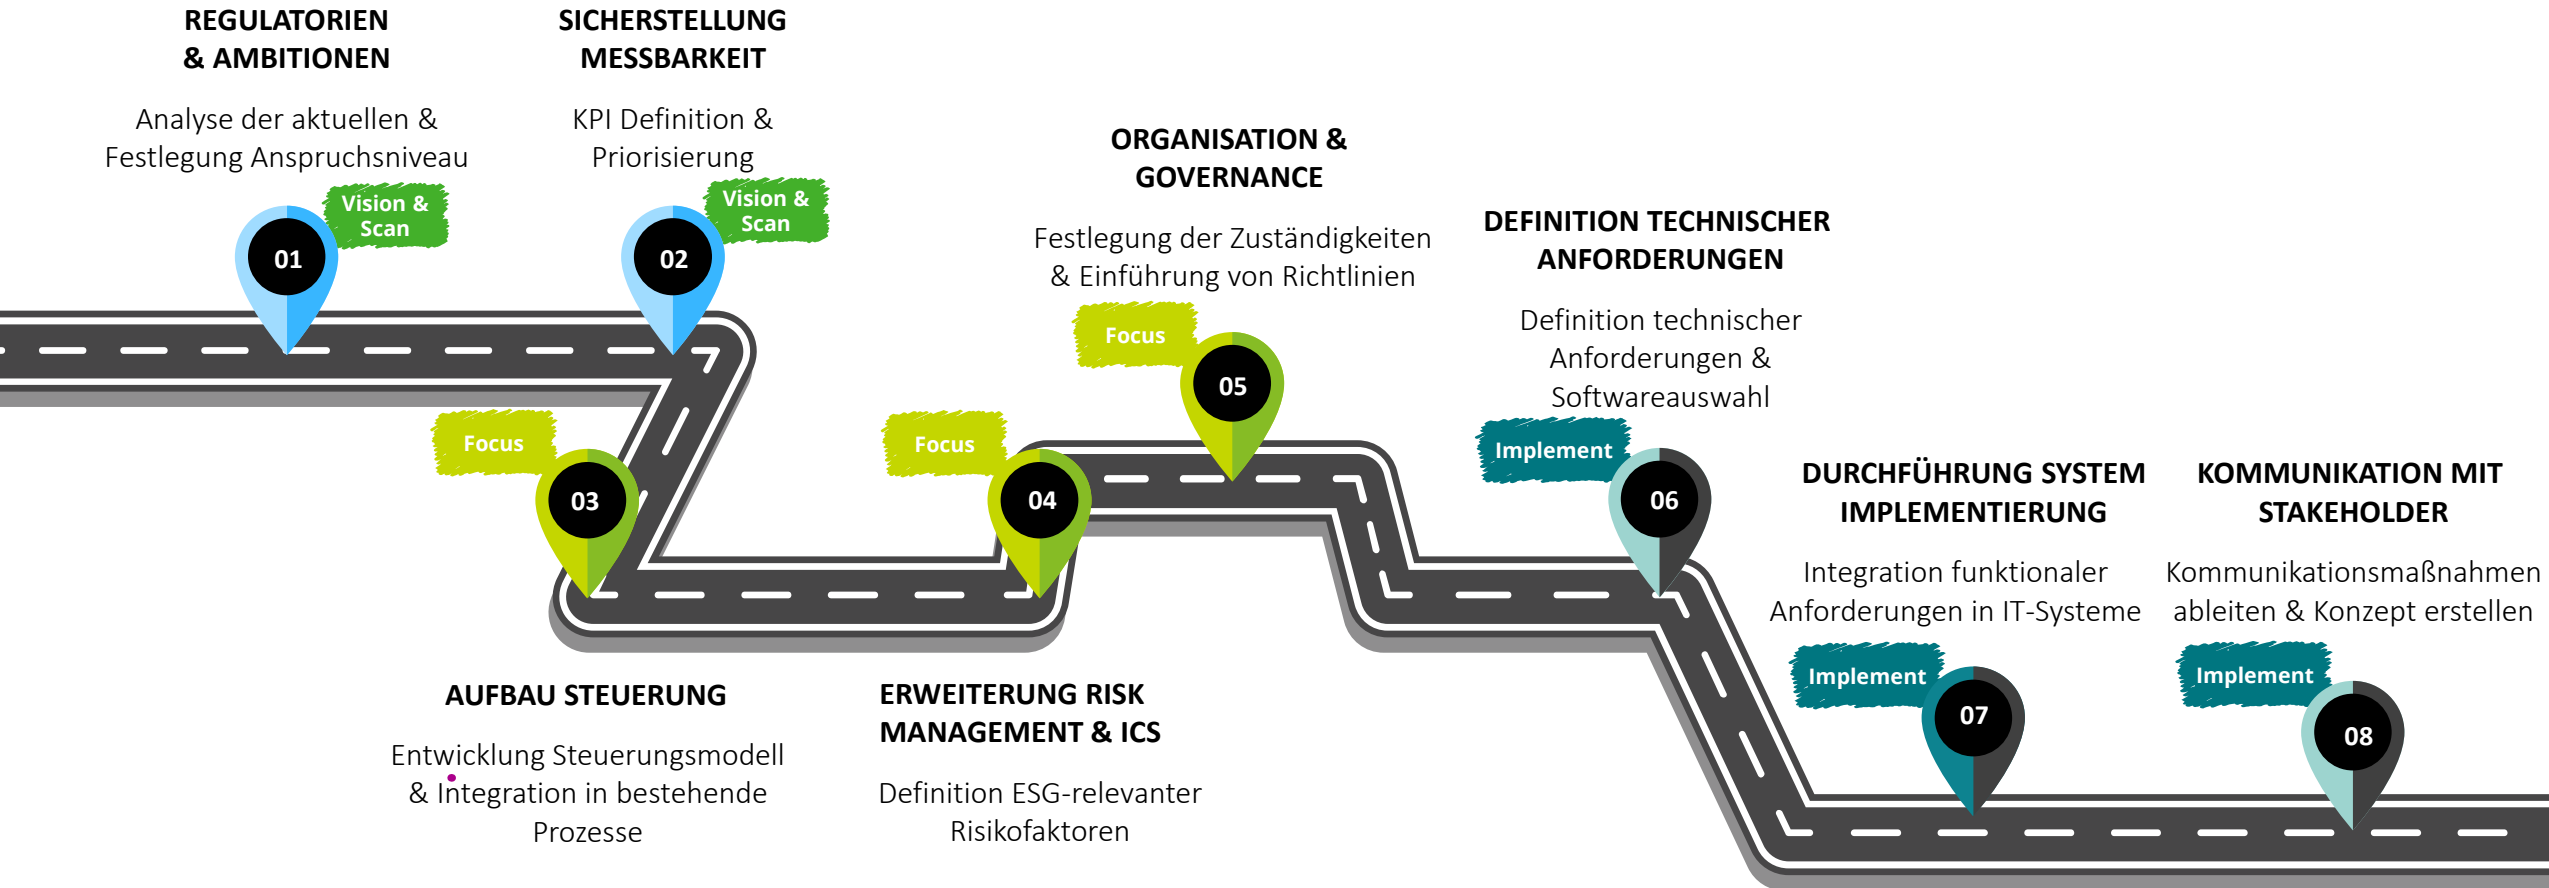 REGULATORIEN
& AMBITIONEN
Analyse der aktuellen &
Festlegung Anspruchsniveau
Vision &
Scan
01
SICHERSTELLUNG
MESSBARKEIT
KPI Definition &
Priorisierung
Vision &
Scan
02
Focus
03
AUFBAU STEUERUNG
Entwicklung Steuerungsmodell
& Integration in bestehende
Prozesse
Focus
04
ERWEITERUNG RISK
MANAGEMENT & ICS
Definition ESG-relevanter
Risikofaktoren
ORGANISATION &
GOVERNANCE
Festlegung der Zuständigkeiten
& Einführung von Richtlinien
Focus
05
DEFINITION TECHNISCHER
ANFORDERUNGEN
Definition technischer
Anforderungen &
Softwareauswahl
Implement
06
DURCHFÜHRUNG SYSTEM
IMPLEMENTIERUNG
Integration funktionaler
Anforderungen in IT-Systeme
Implement
07
KOMMUNIKATION MIT
STAKEHOLDER
Kommunikationsmaßnahmen
ableiten & Konzept erstellen
Implement
08